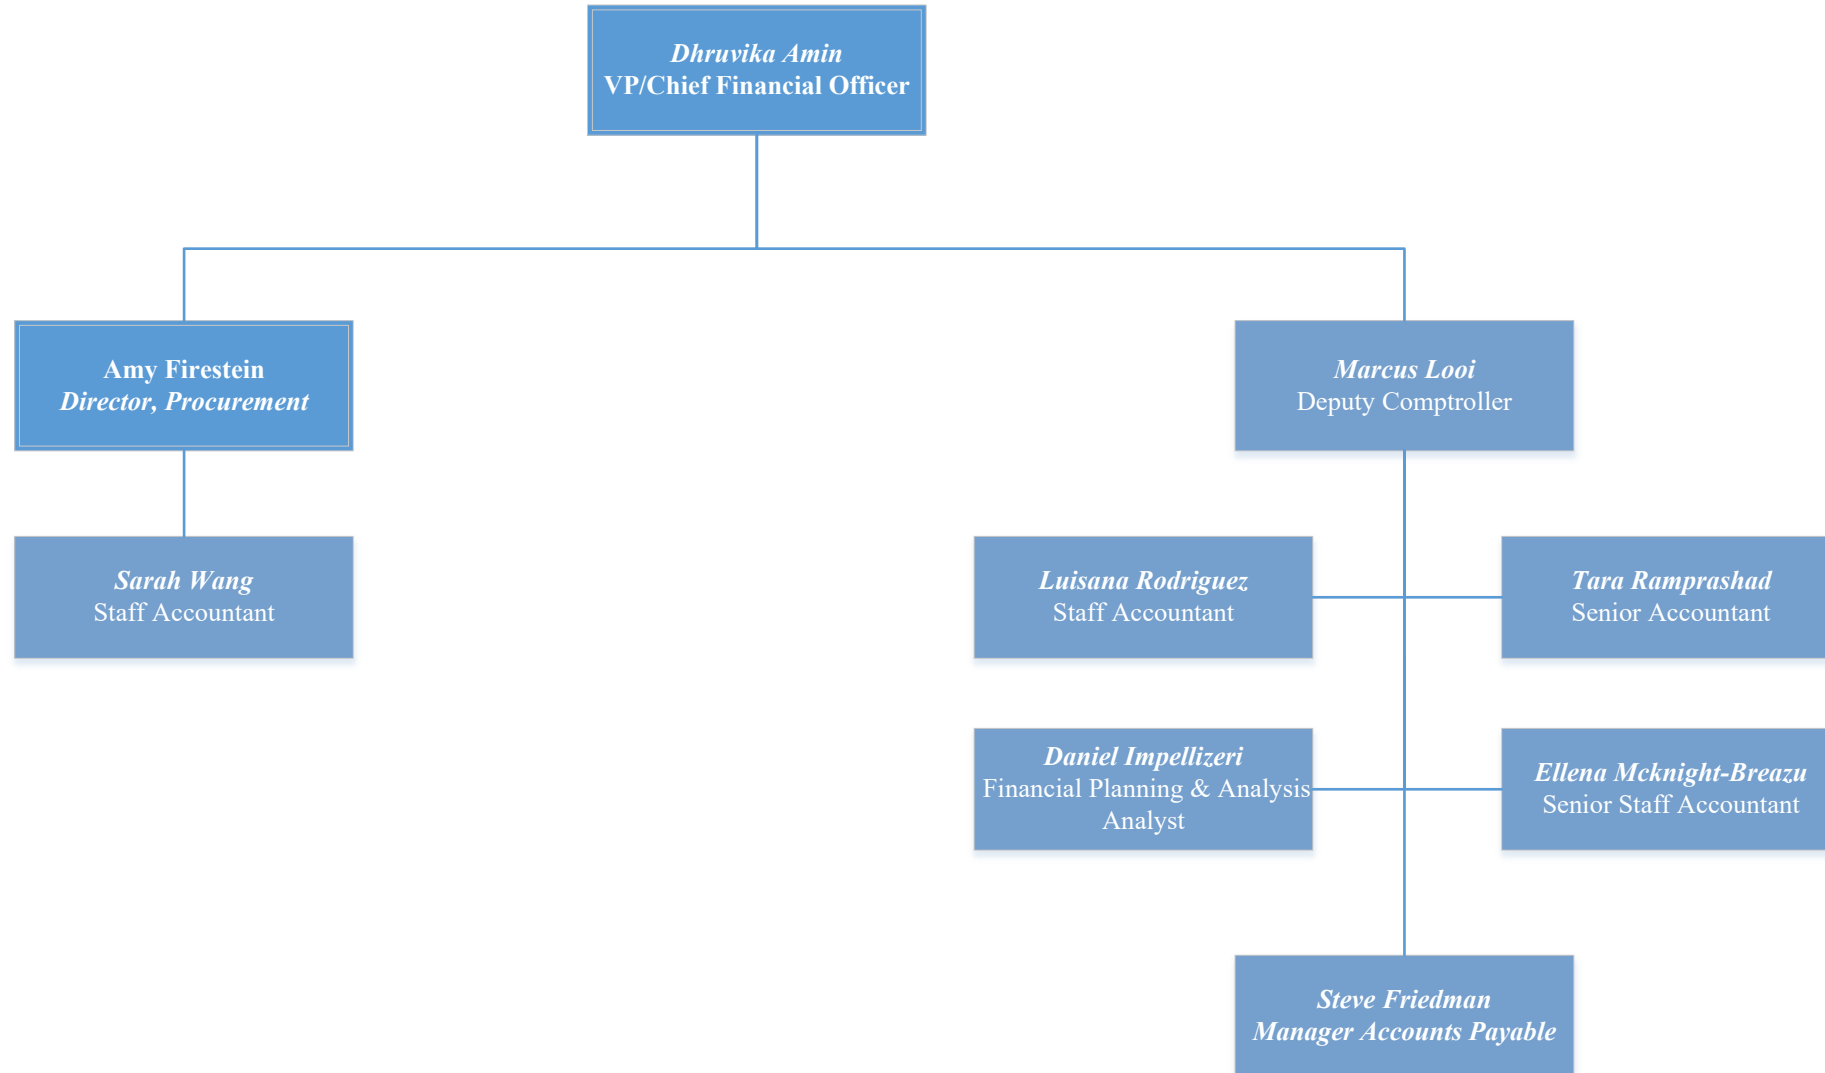 Dhruvika Amin
VP/Chief Financial Officer
Amy Firestein
Director, Procurement
Marcus Looi
Deputy Comptroller
Sarah Wang
Staff Accountant
Luisana Rodriguez
Staff Accountant
Tara Ramprashad
Senior Accountant
Daniel Impellizeri
Financial Planning & Analysis
Analyst
Ellena Mcknight-Breazu
Senior Staff Accountant
Steve Friedman
Manager Accounts Payable